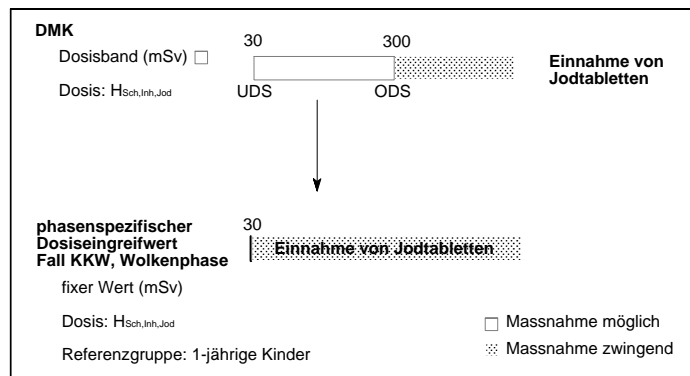 DMK
30 300
Dosisband (mSv)
Einnahme von
Jodtabletten
Dosis: HSch,Inh,Jod
UDS ODS
phasenspezifischer
Dosiseingreifwert
Fall KKW, Wolkenphase
30
Einnahme von Jodtabletten
fixer Wert (mSv)
Dosis: HSch,Inh,Jod
Referenzgruppe: 1-jährige Kinder
Massnahme möglich
Massnahme zwingend